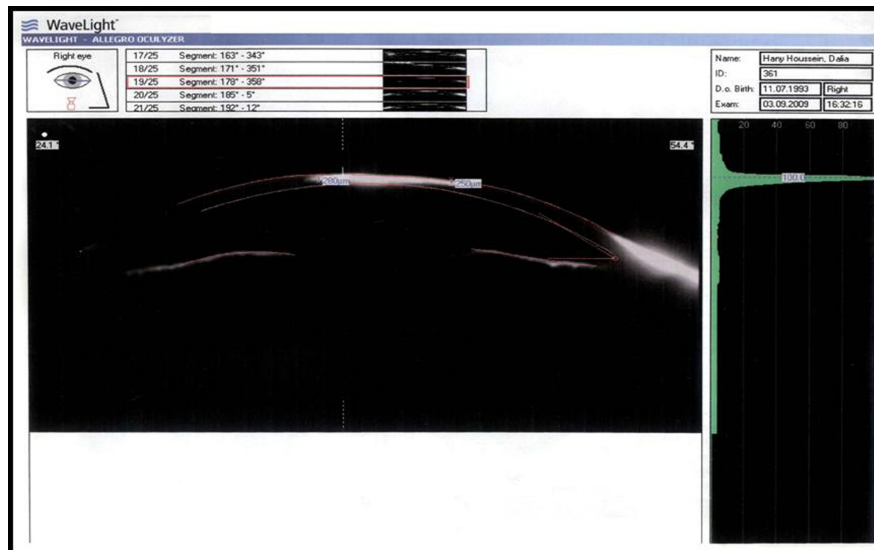 WaveLight
WAVELIGHT - ALLEGRO OCULYZER
Right eye
17/25 Segment: 163° - 343°
18/25 Segment: 171° - 351°
19/25 Segment: 178° - 358°
20/25 Segment: 185° - 5°
21/25 Segment: 192° - 12°
Name: Hany Houssein, Dalia
ID: 361
D.o. Birth: 11.07.1993 Right
Exam: 03.09.2009 16:32:16
24.1° 54.4°
280µm 250µm
20 40 60 80
100.0